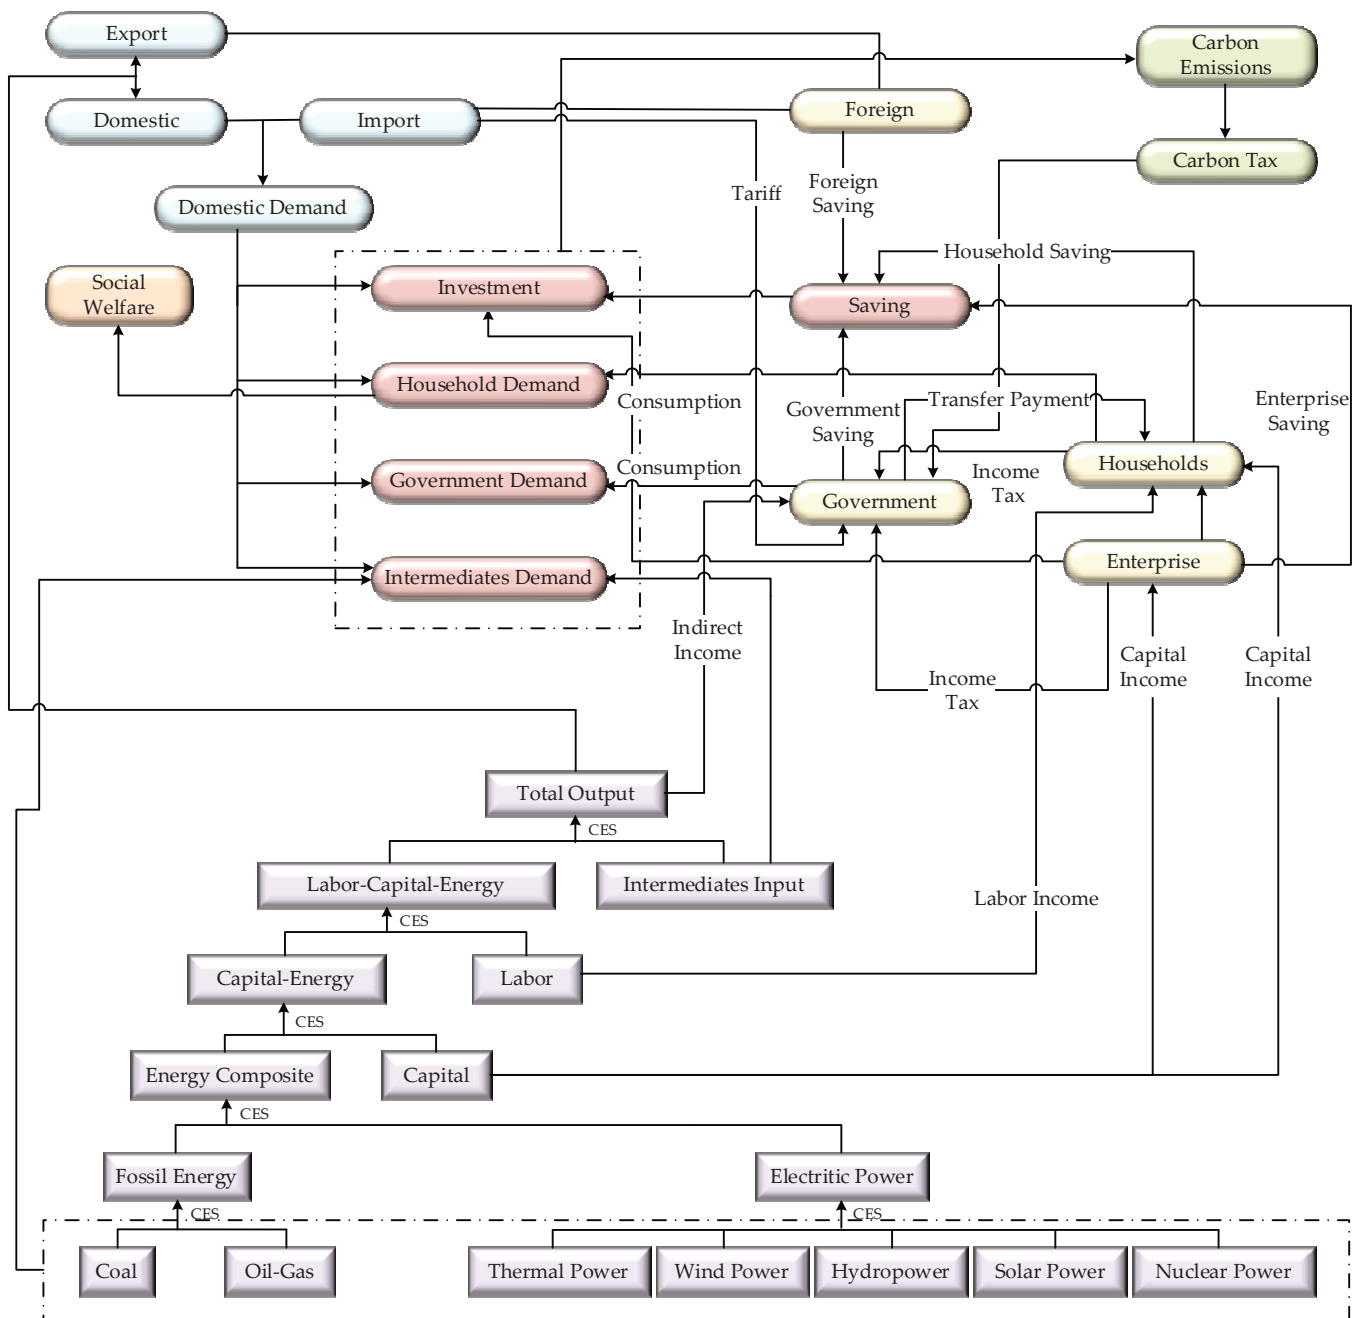 Export
Carbon
Emissions
Domestic
Import
Foreign
Carbon Tax
Tariff
Foreign
Saving
Domestic Demand
Household Saving
Social
Welfare
Investment
Saving
Household Demand
Consumption
Government
Saving
Transfer Payment
Enterprise
Saving
Government Demand
Consumption
Income
Tax
Households
Government
Enterprise
Intermediates Demand
Indirect
Income
Income
Tax
Capital
Income
Capital
Income
Total Output
CES
Labor-Capital-Energy
Intermediates Input
Labor Income
CES
Capital-Energy
Labor
CES
Energy Composite
Capital
CES
Fossil Energy
Electritic Power
CES
CES
Coal
Oil-Gas
Thermal Power
Wind Power
Hydropower
Solar Power
Nuclear Power